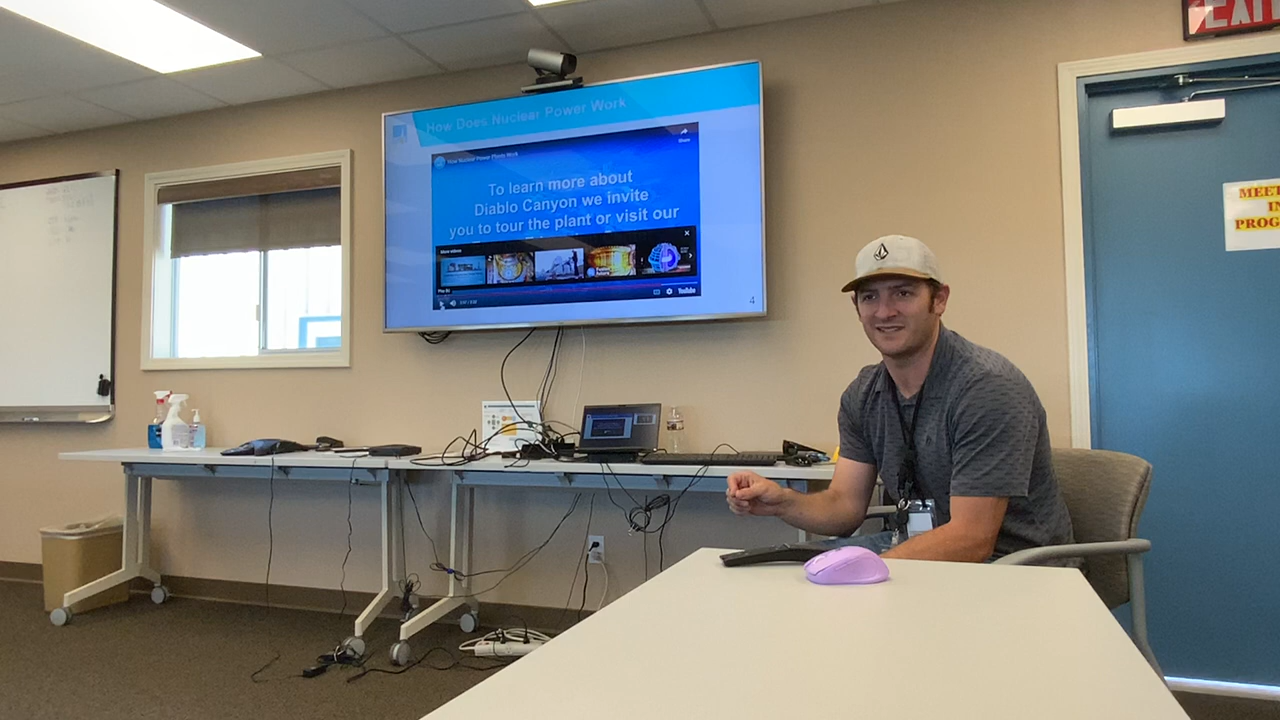 EXIT
How Does Nuclear Power Work
How Nuclear Power Plants Work
Share
To learn more about
Diablo Canyon we invite
you to tour the plant or visit our
More videos
YouTube
4
MEET
IN
PROG